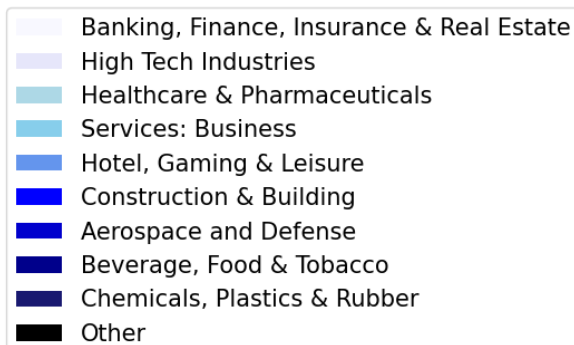 Banking, Finance, Insurance & Real Estate
High Tech Industries
Healthcare & Pharmaceuticals
Services: Business
Hotel, Gaming & Leisure
Construction & Building
Aerospace and Defense
Beverage, Food & Tobacco
Chemicals, Plastics & Rubber
Other